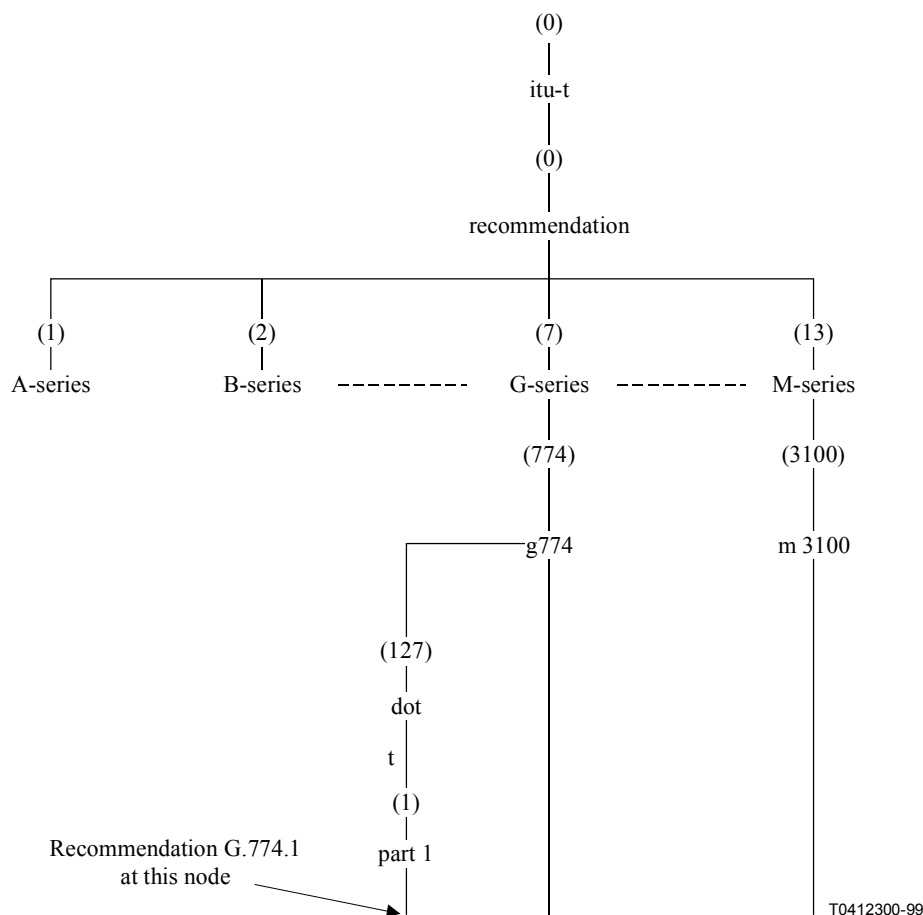 (0)
itu-t
(0)
recommendation
(1) (2) (7) (13)
A-series B-series G-series M-series
(774) (3100)
g774 m 3100
(127)
dot
t
(1)
part 1
Recommendation G.774.1
at this node
T0412300-99